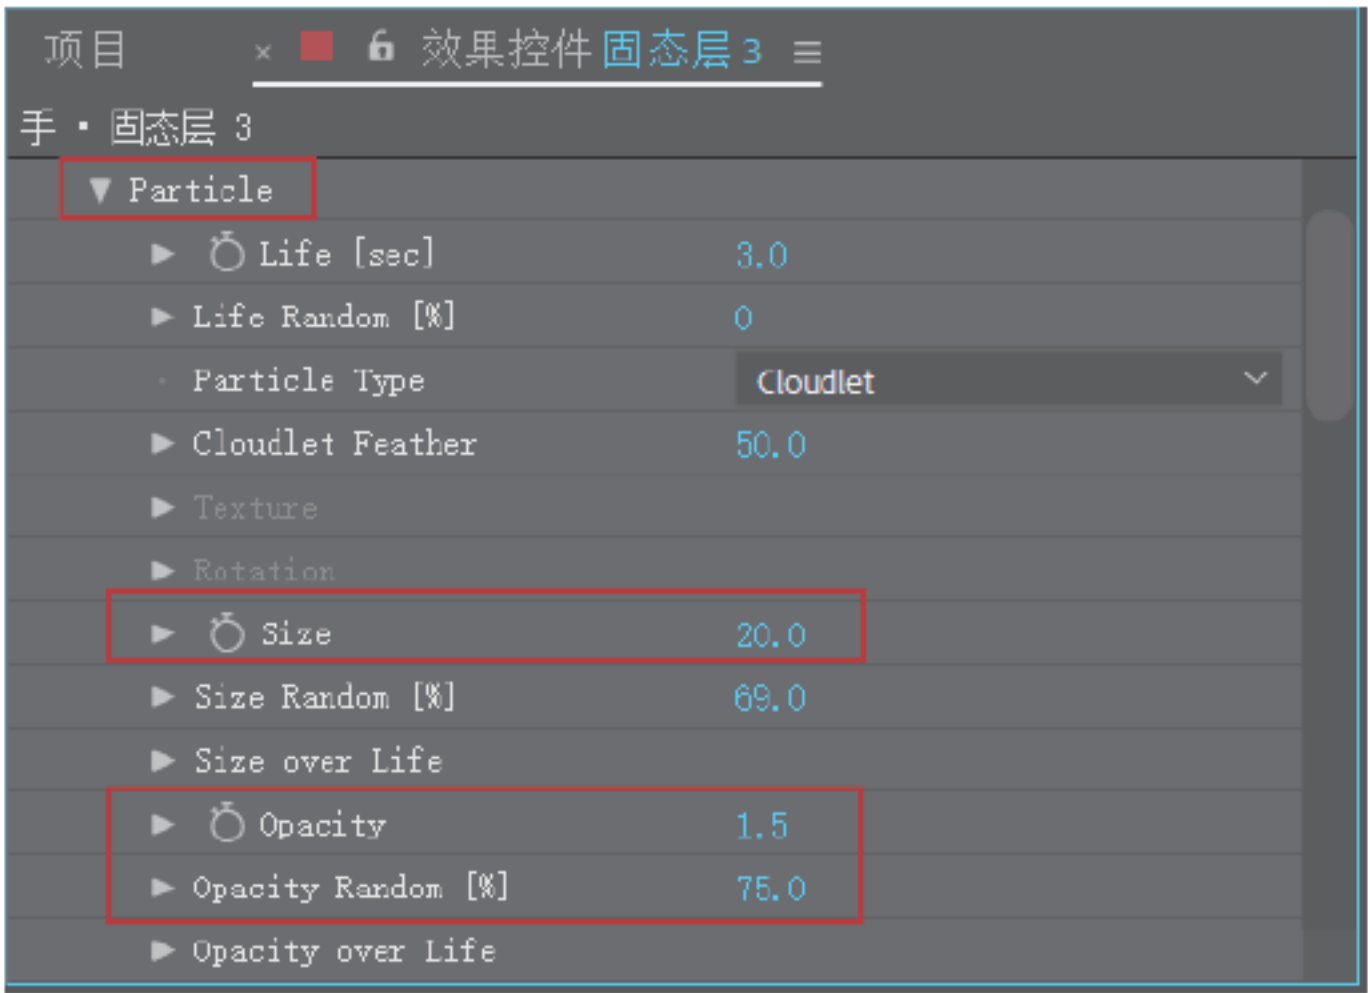 项目 × 效果控件 固态层 3
手·固态层 3
Particle
Life [sec] 3.0
Life Random [%] 0
Particle Type Cloudlet
Cloudlet Feather 50.0
Texture
Rotation
Size 20.0
Size Random [%] 69.0
Size over Life
Opacity 1.5
Opacity Random [%] 75.0
Opacity over Life